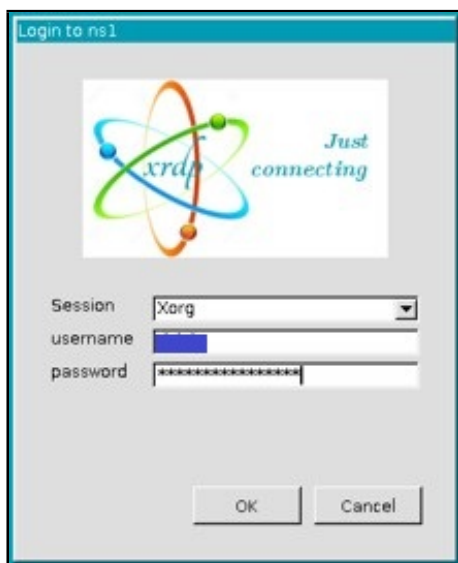 Login to ns1
xrdp
Just
connecting
Session Xorg
username
password ****************
OK Cancel